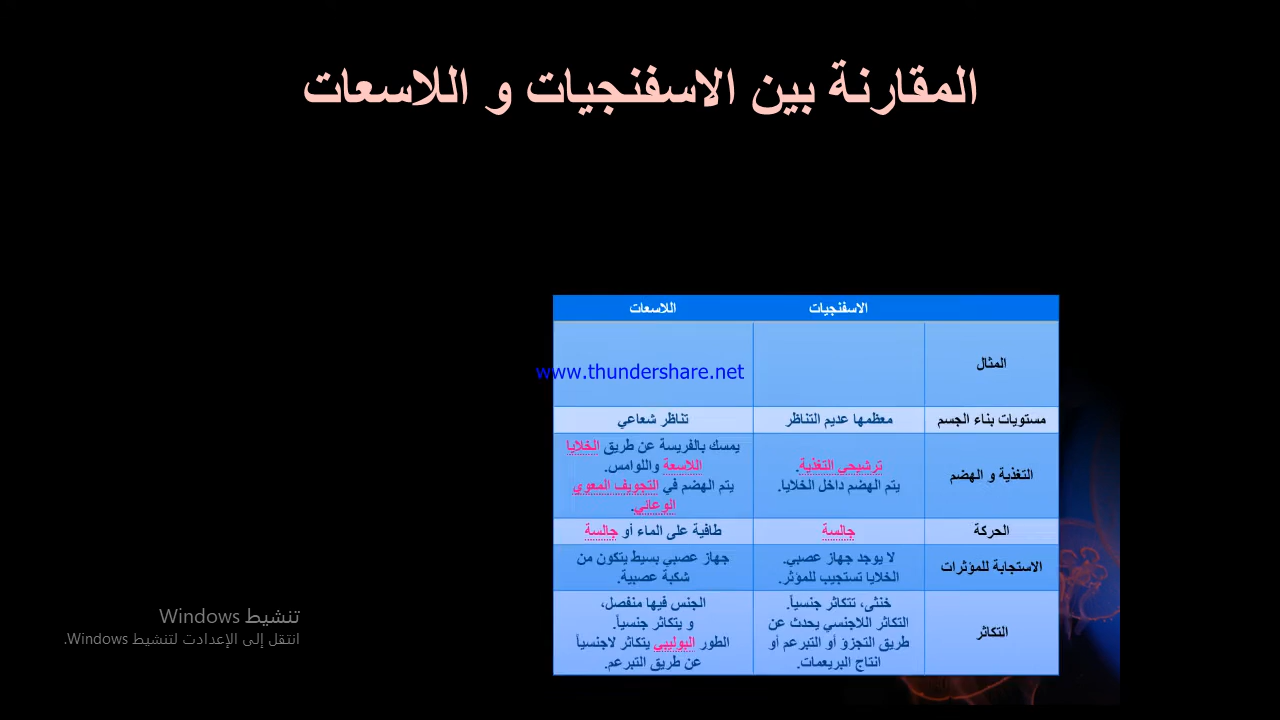 المقارنة بين الاسفنجيات و اللاسعات
الاسفنجيات اللاسعات
المثال
www.thundershare.net
مستويات بناء الجسم معظمها عديم التناظر تناظر شعاعي
التغذية و الهضم
ترشيحي التغذية.
يتم الهضم داخل الخلايا.
يمسك بالفريسة عن طريق الخلايا
اللاسعة واللوامس.
يتم الهضم في التجويف المعوي
الوعائي.
الحركة جالسة طافية على الماء أو جالسة
الاستجابة للمؤثرات
لا يوجد جهاز عصبي.
الخلايا تستجيب للمؤثر.
جهاز عصبي بسيط يتكون من
شبكة عصبية.
التكاثر
خنثى، تتكاثر جنسياً.
التكاثر اللاجنسي يحدث عن
طريق التجزؤ أو التبرعم أو
انتاج البريعمات.
الجنس فيها منفصل،
و يتكاثر جنسياً.
الطور البوليبي يتكاثر لاجنسياً
عن طريق التبرعم.
تنشيط Windows
انتقل إلى الإعدادت لتنشيط Windows.